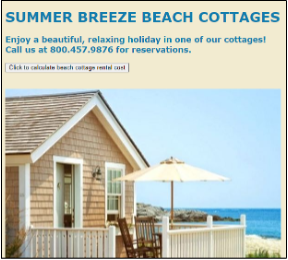 SUMMER BREEZE BEACH COTTAGES
Enjoy a beautiful, relaxing holiday in one of our cottages!
Call us at 800.457.9876 for reservations.
Click to calculate beach cottage rental cost